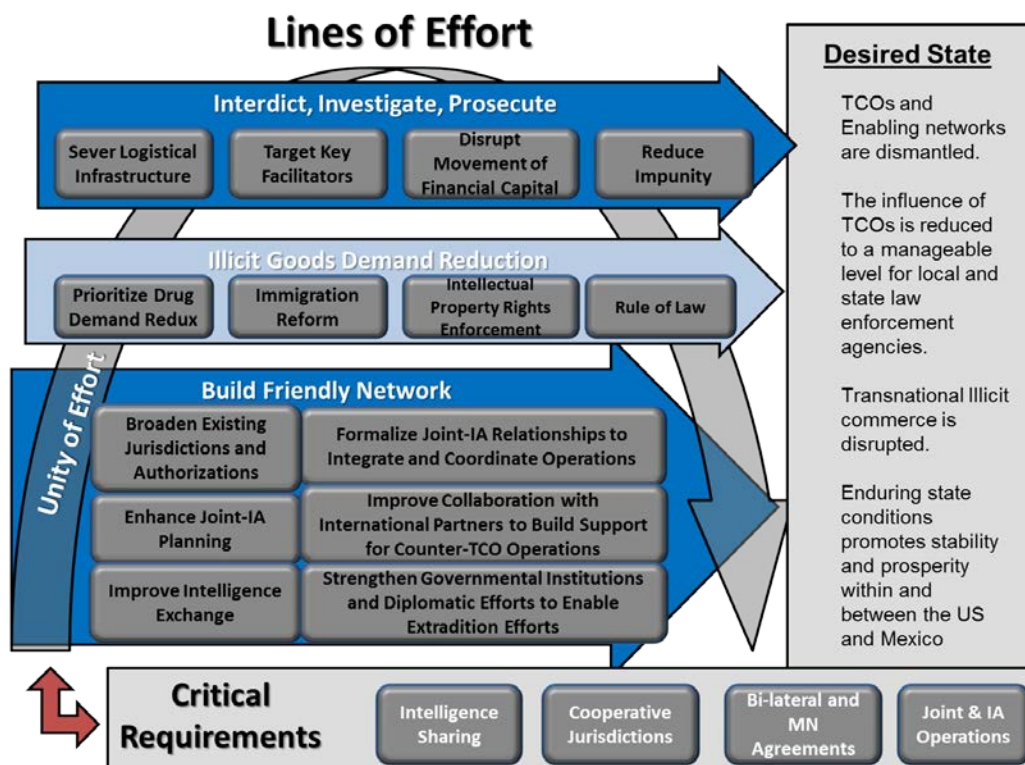 Lines of Effort
Interdict, Investigate, Prosecute
Sever Logistical
Infrastructure
Target Key
Facilitators
Disrupt
Movement of
Financial Capital
Reduce
Impunity
Illicit Goods Demand Reduction
Prioritize Drug
Demand Redux
Immigration
Reform
Intellectual
Property Rights
Enforcement
Rule of Law
Build Friendly Network
Broaden Existing
Jurisdictions and
Authorizations
Formalize Joint-IA Relationships to
Integrate and Coordinate Operations
Enhance Joint-IA
Planning
Improve Collaboration with
International Partners to Build Support
for Counter-TCO Operations
Improve Intelligence
Exchange
Strengthen Governmental Institutions
and Diplomatic Efforts to Enable
Extradition Efforts
Unity of Effort
Desired State
TCOs and
Enabling networks
are dismantled.
The influence of
TCOs is reduced
to a manageable
level for local and
state law
enforcement
agencies.
Transnational Illicit
commerce is
disrupted.
Enduring state
conditions
promotes stability
and prosperity
within and
between the US
and Mexico
Critical
Requirements
Intelligence
Sharing
Cooperative
Jurisdictions
Bi-lateral and
MN
Agreements
Joint & IA
Operations